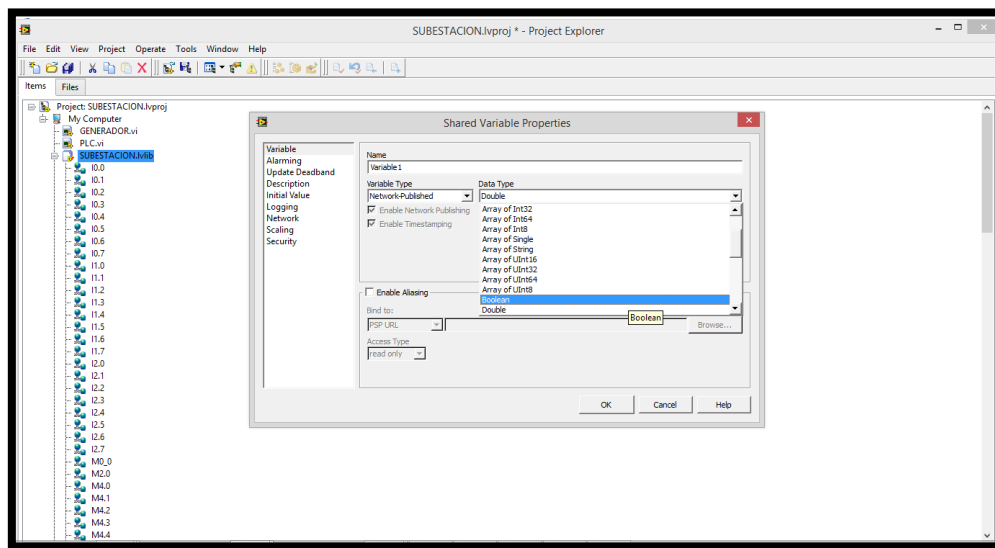 SUBESTACION.lvproj * - Project Explorer
File Edit View Project Operate Tools Window Help
Items Files
Project: SUBESTACION.lvproj
My Computer
GENERADOR.vi
PLC.vi
SUBESTACION.lvlib
I0.0
I0.1
I0.2
I0.3
I0.4
I0.5
I0.6
I0.7
I1.0
I1.1
I1.2
I1.3
I1.4
I1.5
I1.6
I1.7
I2.0
I2.1
I2.2
I2.3
I2.4
I2.5
I2.6
I2.7
M0_0
M2.0
M4.0
M4.1
M4.2
M4.3
M4.4
Shared Variable Properties
Variable
Alarming
Update Deadband
Description
Initial Value
Logging
Network
Scaling
Security
Name
Variable1
Variable Type Data Type
Network-Published Double
Enable Network Publishing
Enable Timestamping
Array of Int32
Array of Int64
Array of Int8
Array of Single
Array of String
Array of UInt16
Array of UInt32
Array of UInt64
Array of UInt8
Boolean
Double
Boolean
Enable Aliasing
Bind to:
PSP URL Browse...
Access Type
read only
OK Cancel Help